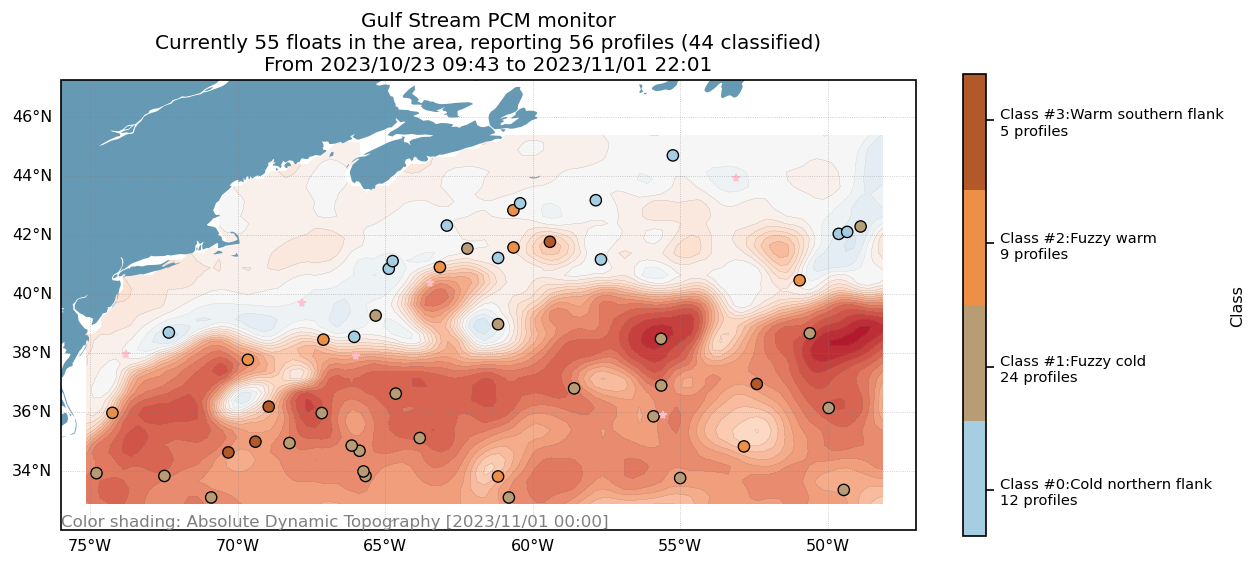 Gulf Stream PCM monitor
Currently 55 floats in the area, reporting 56 profiles (44 classified)
From 2023/10/23 09:43 to 2023/11/01 22:01
46°N
44°N
42°N
40°N
38°N
36°N
34°N
Color shading: Absolute Dynamic Topography [2023/11/01 00:00]
75°W
70°W
65°W
60°W
55°W
50°W
Class #3:Warm southern flank
5 profiles
Class #2:Fuzzy warm
9 profiles
Class #1:Fuzzy cold
24 profiles
Class #0:Cold northern flank
12 profiles
Class